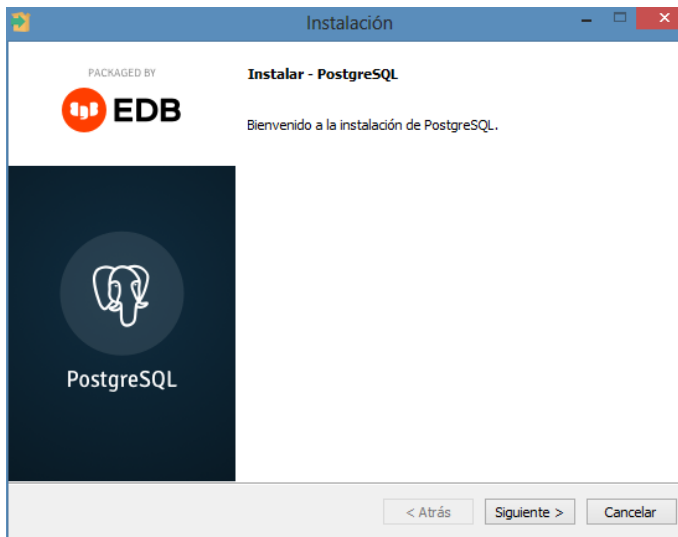 Instalación
PACKAGED BY
EDB
Instalar - PostgreSQL
Bienvenido a la instalación de PostgreSQL.
PostgreSQL
< Atrás
Siguiente >
Cancelar